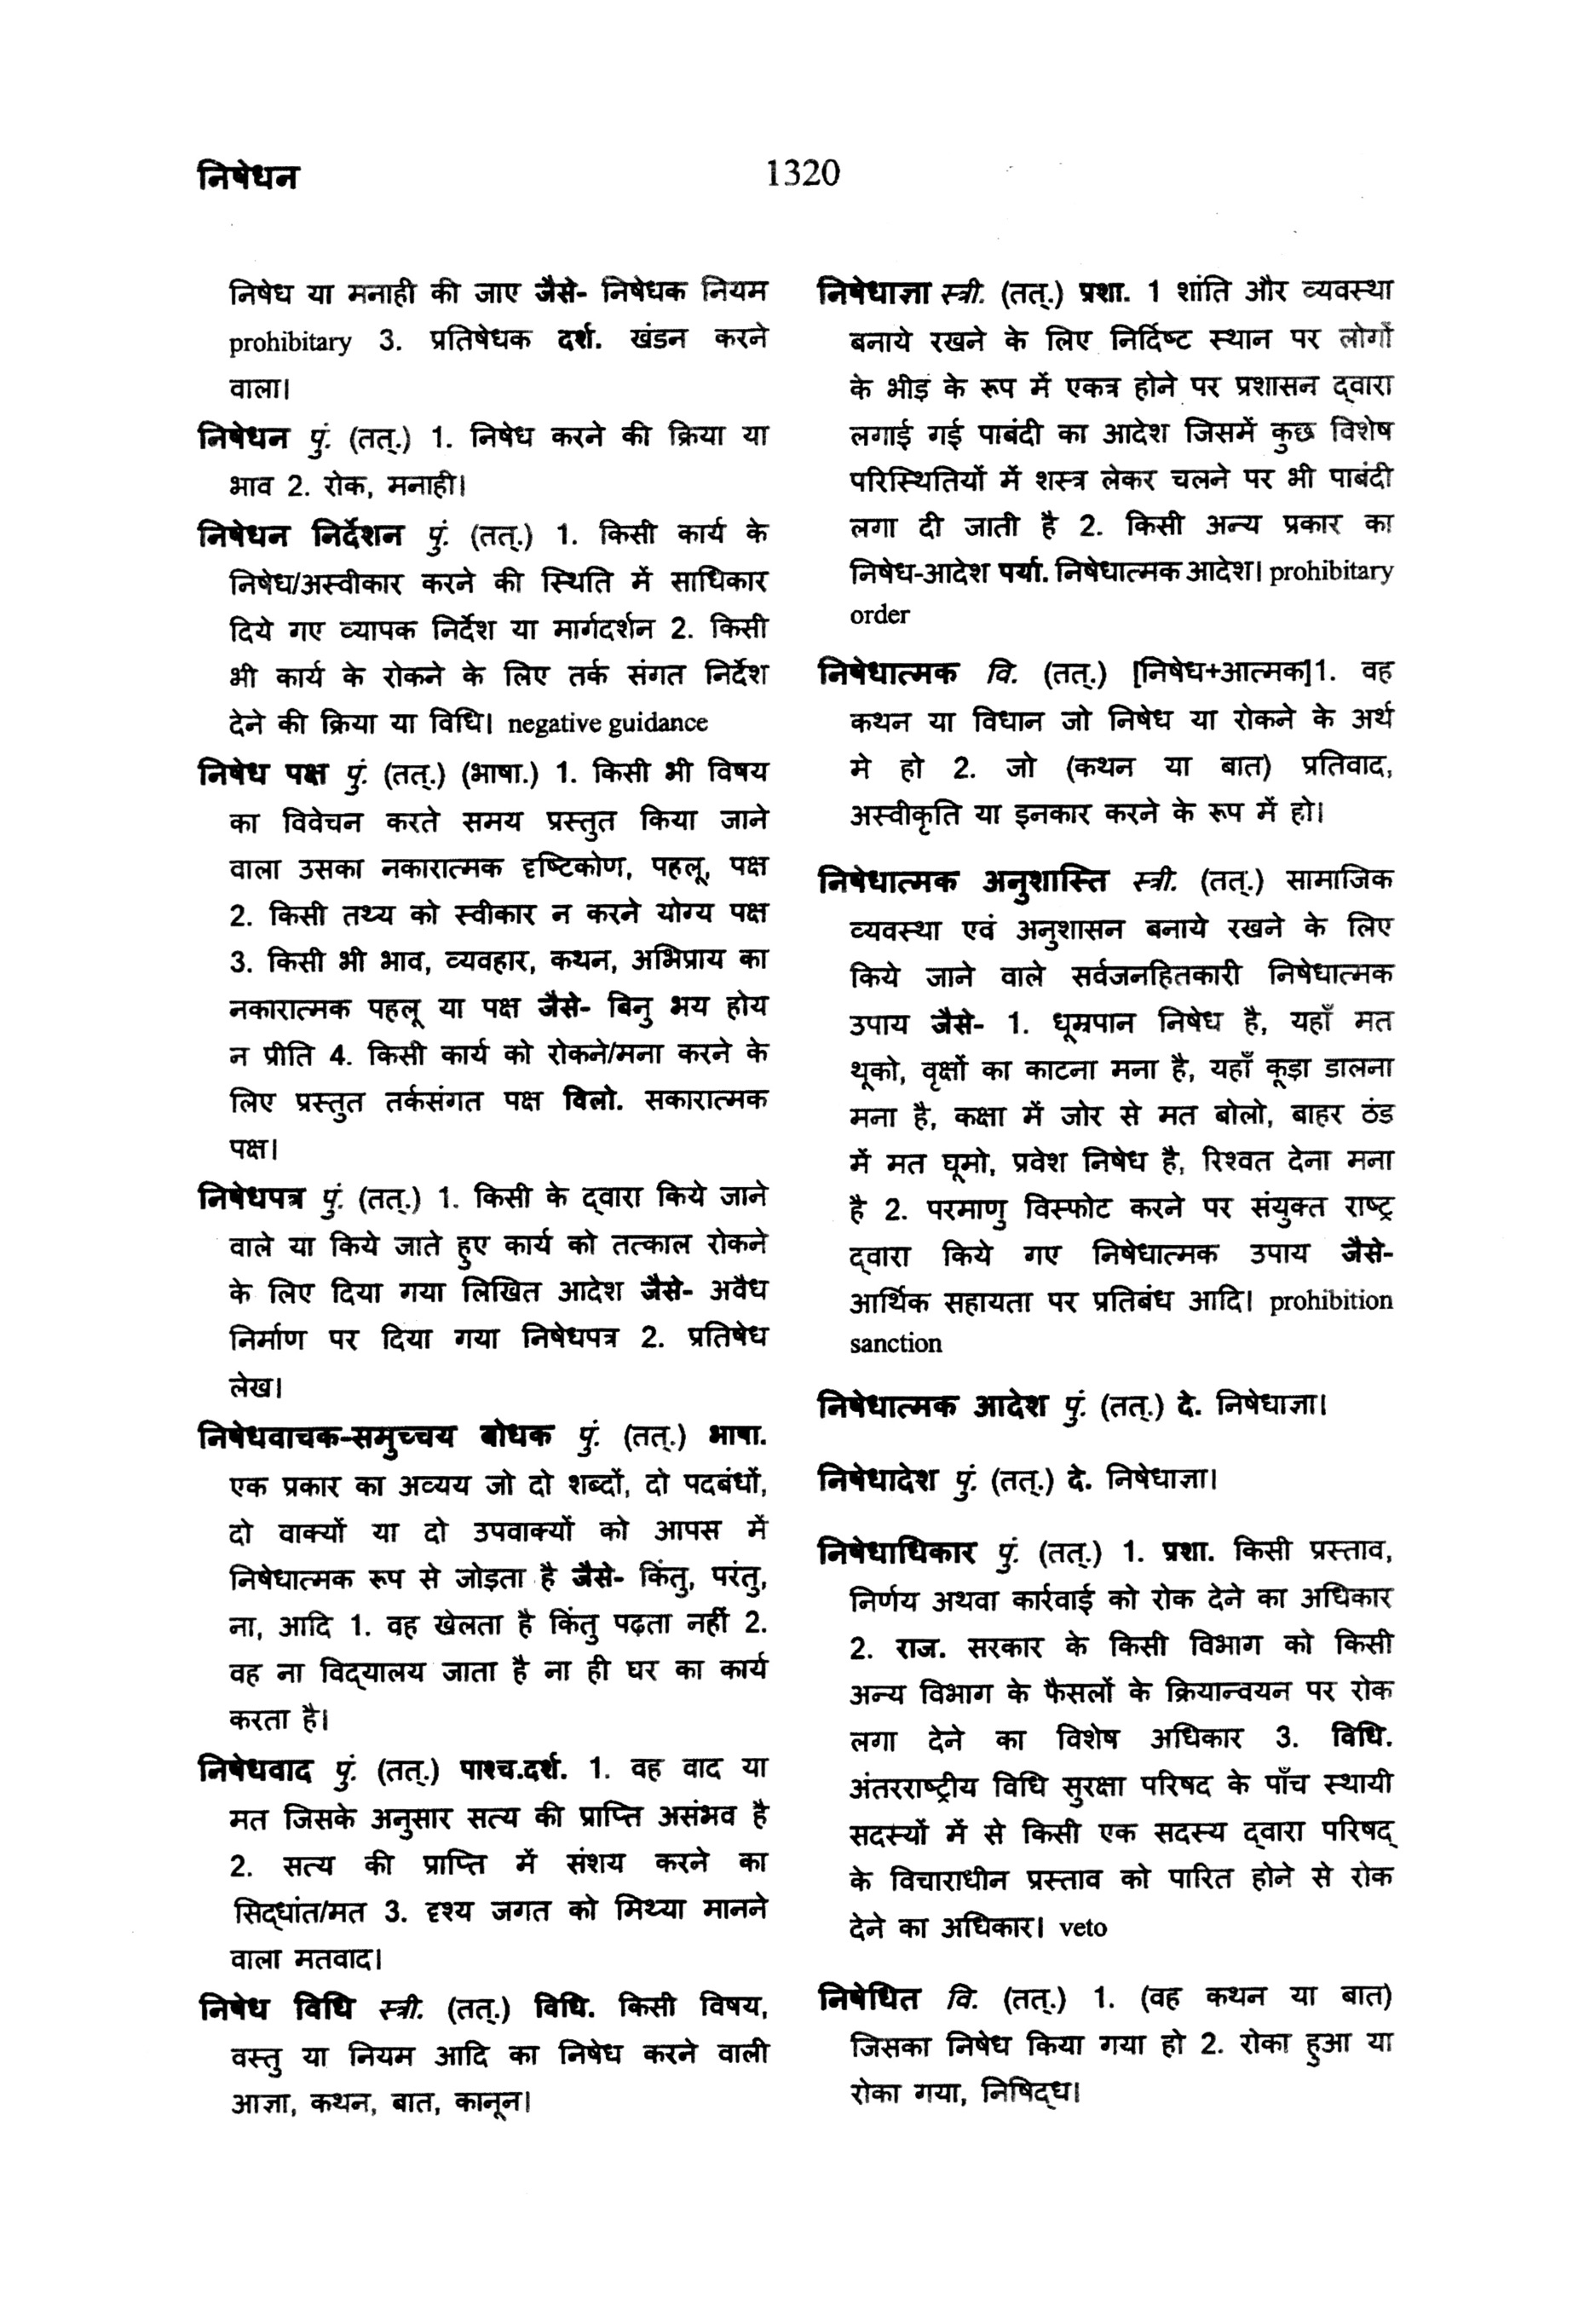 निषेधन
1320
निषेध या मनाही की जाए जैसे- निषेधक नियम
prohibitary 3. प्रतिषेधक दर्श. खंडन करने
वाला।
निषेधन पुं. (तत्.) 1. निषेध करने की क्रिया या
भाव 2. रोक, मनाही।
निषेधन निर्देशन पुं. (तत्.) 1. किसी कार्य के
निषेध/अस्वीकार करने की स्थिति में साधिकार
दिये गए व्यापक निर्देश या मार्गदर्शन 2. किसी
भी कार्य के रोकने के लिए तर्क संगत निर्देश
देने की क्रिया या विधि। negative guidance
निषेध पक्ष पुं. (तत्.) (भाषा.) 1. किसी भी विषय
का विवेचन करते समय प्रस्तुत किया जाने
वाला उसका नकारात्मक दृष्टिकोण, पहलू, पक्ष
2. किसी तथ्य को स्वीकार न करने योग्य पक्ष
3. किसी भी भाव, व्यवहार, कथन, अभिप्राय का
नकारात्मक पहलू या पक्ष जैसे- बिनु भय होय
न प्रीति 4. किसी कार्य को रोकने/मना करने के
लिए प्रस्तुत तर्कसंगत पक्ष विलो. सकारात्मक
पक्ष।
निषेधपत्र पुं. (तत्.) 1. किसी के द्वारा किये जाने
वाले या किये जाते हुए कार्य को तत्काल रोकने
के लिए दिया गया लिखित आदेश जैसे- अवैध
निर्माण पर दिया गया निषेधपत्र 2. प्रतिषेध
लेख।
निषेधवाचक-समुच्चय बोधक पुं. (तत्.) भाषा.
एक प्रकार का अव्यय जो दो शब्दों, दो पदबंधों,
दो वाक्यों या दो उपवाक्यों को आपस में
निषेधात्मक रूप से जोड़ता है जैसे- किंतु, परंतु,
ना, आदि 1. वह खेलता है किंतु पढ़ता नहीं 2.
वह ना विद्यालय जाता है ना ही घर का कार्य
करता है।
निषेधवाद पुं. (तत्.) पाश्च.दर्श. 1. वह वाद या
मत जिसके अनुसार सत्य की प्राप्ति असंभव है
2. सत्य की प्राप्ति में संशय करने का
सिद्धांत/मत 3. दृश्य जगत को मिथ्या मानने
वाला मतवाद।
निषेध विधि स्त्री. (तत्.) विधि. किसी विषय,
वस्तु या नियम आदि का निषेध करने वाली
आज्ञा, कथन, बात, कानून।
निषेधाज्ञा स्त्री. (तत्.) प्रशा. 1 शांति और व्यवस्था
बनाये रखने के लिए निर्दिष्ट स्थान पर लोगों
के भीड़ के रूप में एकत्र होने पर प्रशासन द्वारा
लगाई गई पाबंदी का आदेश जिसमें कुछ विशेष
परिस्थितियों में शस्त्र लेकर चलने पर भी पाबंदी
लगा दी जाती है 2. किसी अन्य प्रकार का
निषेध-आदेश पर्या. निषेधात्मक आदेश। prohibitary
order
निषेधात्मक वि. (तत्.) [निषेध+आत्मक]1. वह
कथन या विधान जो निषेध या रोकने के अर्थ
मे हो 2. जो (कथन या बात) प्रतिवाद,
अस्वीकृति या इनकार करने के रूप में हो।
निषेधात्मक अनुशास्ति स्त्री. (तत्.) सामाजिक
व्यवस्था एवं अनुशासन बनाये रखने के लिए
किये जाने वाले सर्वजनहितकारी निषेधात्मक
उपाय जैसे- 1. धूम्रपान निषेध है, यहाँ मत
थूको, वृक्षों का काटना मना है, यहाँ कूड़ा डालना
मना है, कक्षा में जोर से मत बोलो, बाहर ठंड
में मत घूमो, प्रवेश निषेध है, रिश्वत देना मना
है 2. परमाणु विस्फोट करने पर संयुक्त राष्ट्र
द्वारा किये गए निषेधात्मक उपाय जैसे-
आर्थिक सहायता पर प्रतिबंध आदि। prohibition
sanction
निषेधात्मक आदेश पुं. (तत्.) दे. निषेधाज्ञा।
निषेधादेश पुं. (तत्.) दे. निषेधाज्ञा।
निषेधाधिकार पुं. (तत्.) 1. प्रशा. किसी प्रस्ताव,
निर्णय अथवा कार्रवाई को रोक देने का अधिकार
2. राज. सरकार के किसी विभाग को किसी
अन्य विभाग के फैसलों के क्रियान्वयन पर रोक
लगा देने का विशेष अधिकार 3. विधि.
अंतरराष्ट्रीय विधि सुरक्षा परिषद के पाँच स्थायी
सदस्यों में से किसी एक सदस्य द्वारा परिषद्
के विचाराधीन प्रस्ताव को पारित होने से रोक
देने का अधिकार। veto
निषेधित वि. (तत्.) 1. (वह कथन या बात)
जिसका निषेध किया गया हो 2. रोका हुआ या
रोका गया, निषिद्ध।